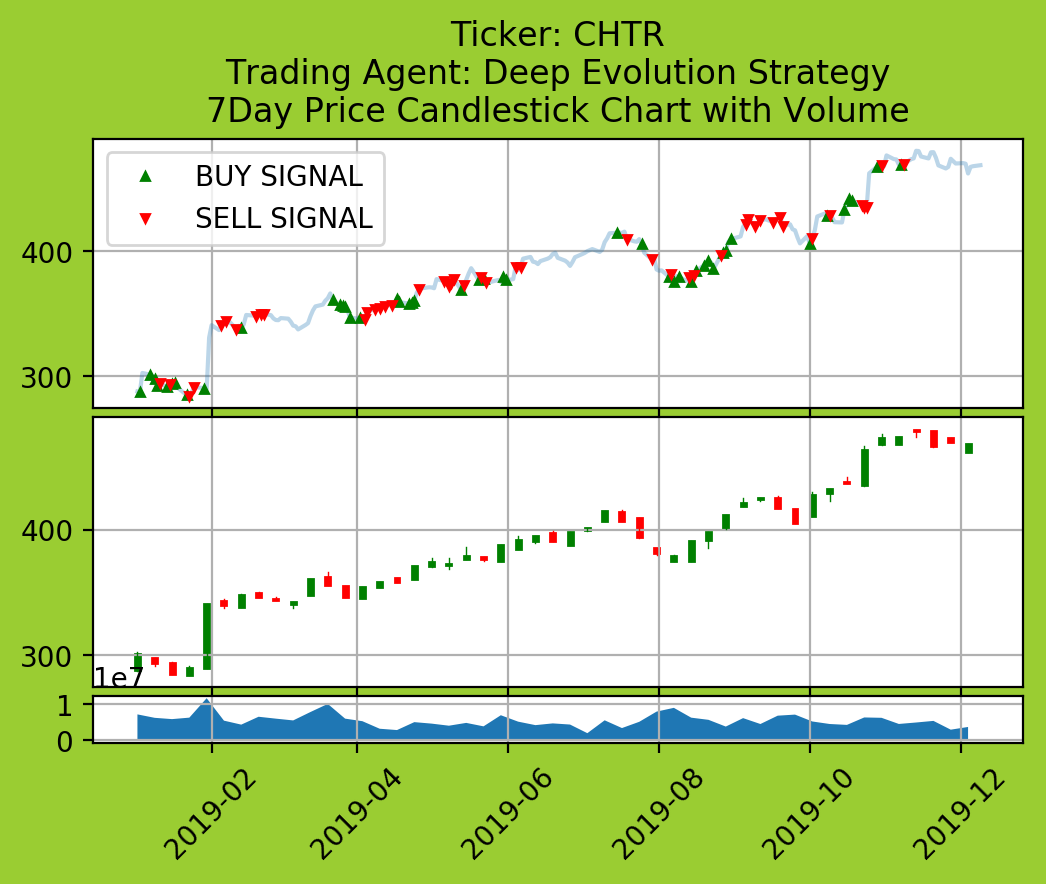 Ticker: CHTR
Trading Agent: Deep Evolution Strategy
7Day Price Candlestick Chart with Volume
BUY SIGNAL
SELL SIGNAL
400
300
400
300
1e7
1
0
2019-02
2019-04
2019-06
2019-08
2019-10
2019-12